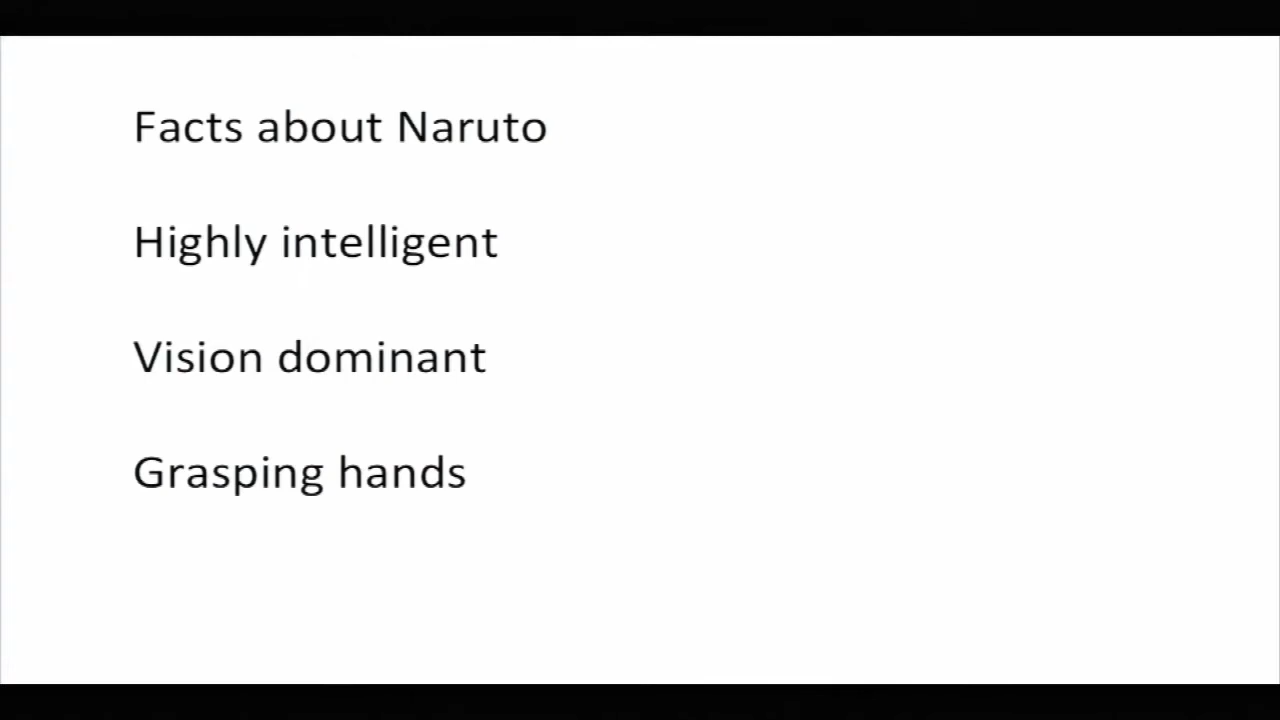 Facts about Naruto
Highly intelligent
Vision dominant
Grasping hands